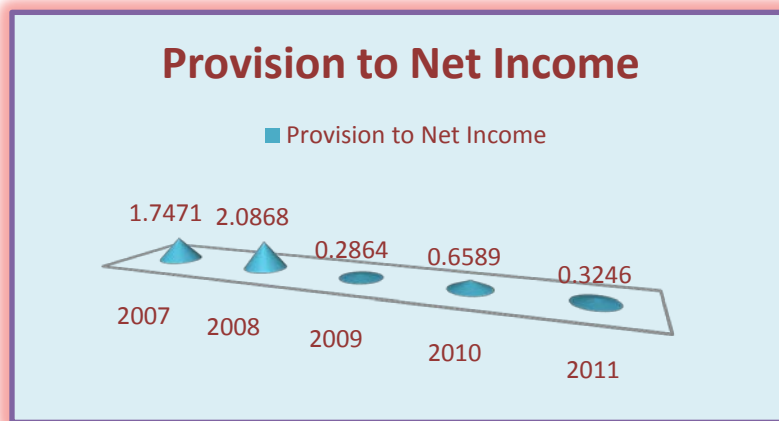 Provision to Net Income
Provision to Net Income
1.7471 2.0868 0.2864 0.6589 0.3246
2007 2008 2009 2010 2011